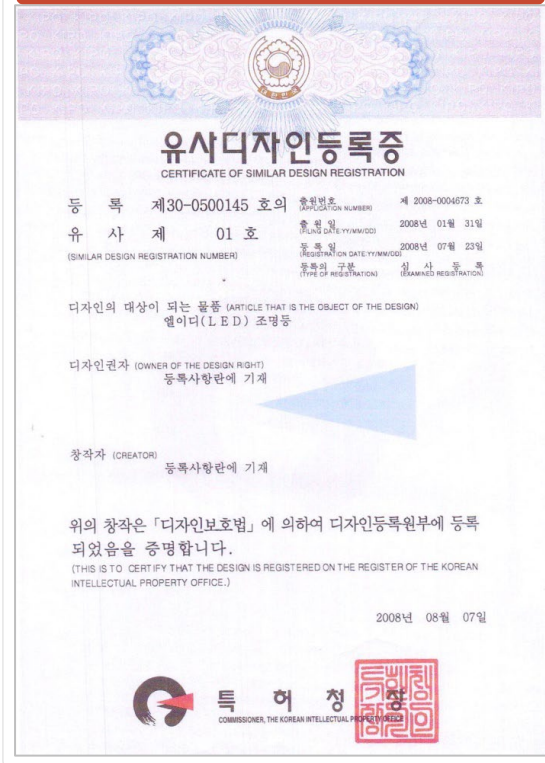 유사디자인등록증
CERTIFICATE OF SIMILAR DESIGN REGISTRATION
등 록 제30-0500145 호의
유 사 제 01 호
(SIMILAR DESIGN REGISTRATION NUMBER)
출원번호 제 2008-0004673 호
(APPLICATION NUMBER)
출 원 일 2008년 01월 31일
(FILING DATE:YY/MM/DD)
등 록 일 2008년 07월 23일
(REGISTRATION DATE:YY/MM/DD)
등록의 구분 심 사 등 록
(TYPE OF REGISTRATION) (EXAMINED REGISTRATION)
디자인의 대상이 되는 물품 (ARTICLE THAT IS THE OBJECT OF THE DESIGN)
엘이디(LED) 조명등
디자인권자 (OWNER OF THE DESIGN RIGHT)
등록사항란에 기재
창작자 (CREATOR)
등록사항란에 기재
위의 창작은 「디자인보호법」에 의하여 디자인등록원부에 등록
되었음을 증명합니다.
(THIS IS TO CERTIFY THAT THE DESIGN IS REGISTERED ON THE REGISTER OF THE KOREAN
INTELLECTUAL PROPERTY OFFICE.)
2008년 08월 07일
특 허 청 장
COMMISSIONER, THE KOREAN INTELLECTUAL PROPERTY OFFICE